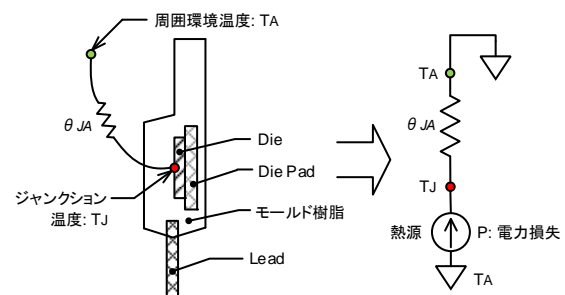 周囲環境温度: TA
θJA
Die
Die Pad
ジャンクション
温度: TJ
モールド樹脂
Lead
TA
θJA
TJ
熱源
P: 電力損失
TA